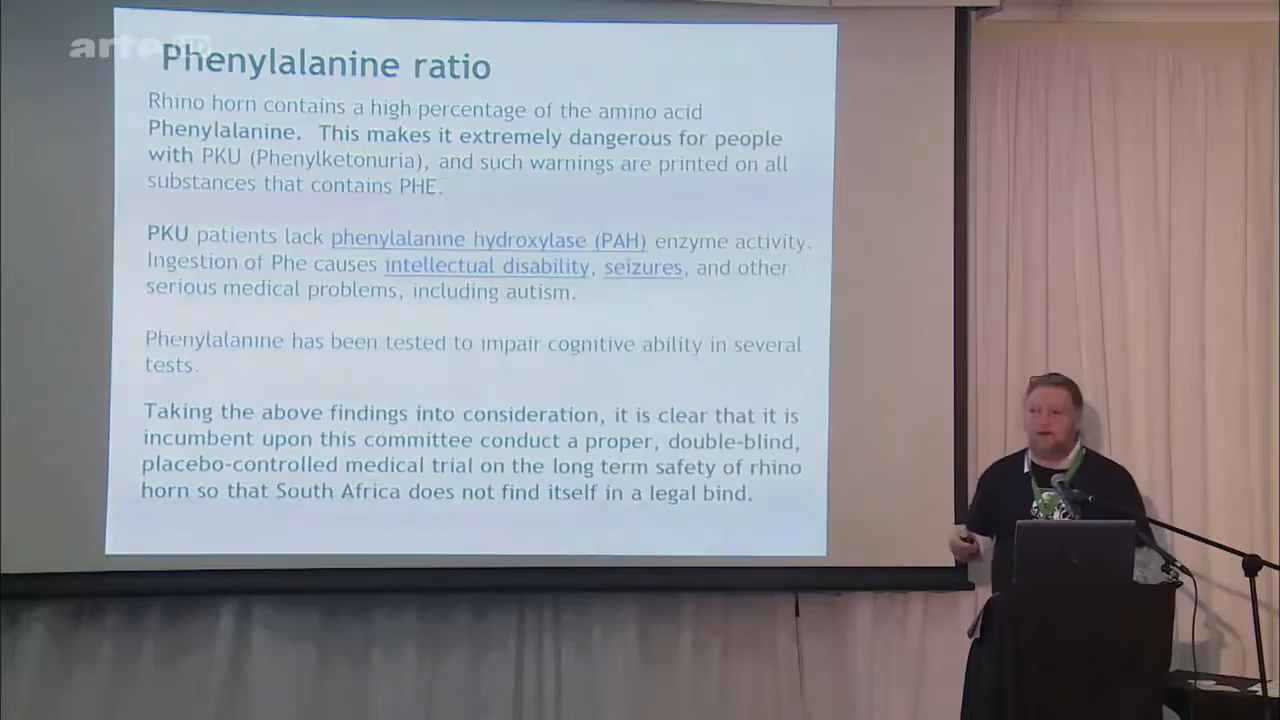 arte HD
Phenylalanine ratio
Rhino horn contains a high percentage of the amino acid
Phenylalanine. This makes it extremely dangerous for people
with PKU (Phenylketonuria), and such warnings are printed on all
substances that contains PHE.
PKU patients lack phenylalanine hydroxylase (PAH) enzyme activity.
Ingestion of Phe causes intellectual disability, seizures, and other
serious medical problems, including autism.
Phenylalanine has been tested to impair cognitive ability in several
tests.
Taking the above findings into consideration, it is clear that it is
incumbent upon this committee conduct a proper, double-blind,
placebo-controlled medical trial on the long term safety of rhino
horn so that South Africa does not find itself in a legal bind.